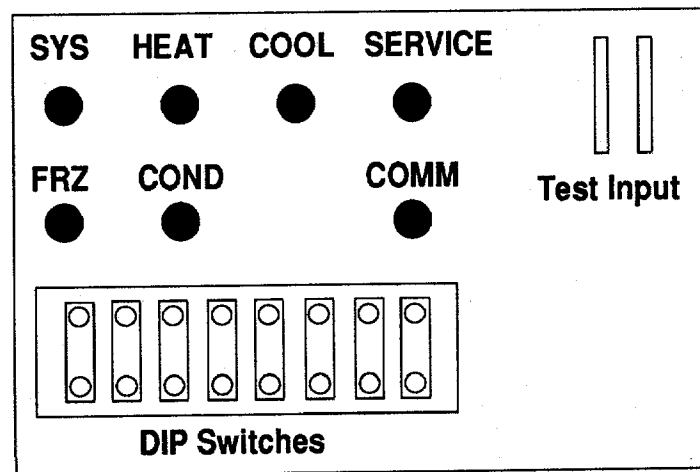 SYS HEAT COOL SERVICE
FRZ COND COMM
Test Input
DIP Switches